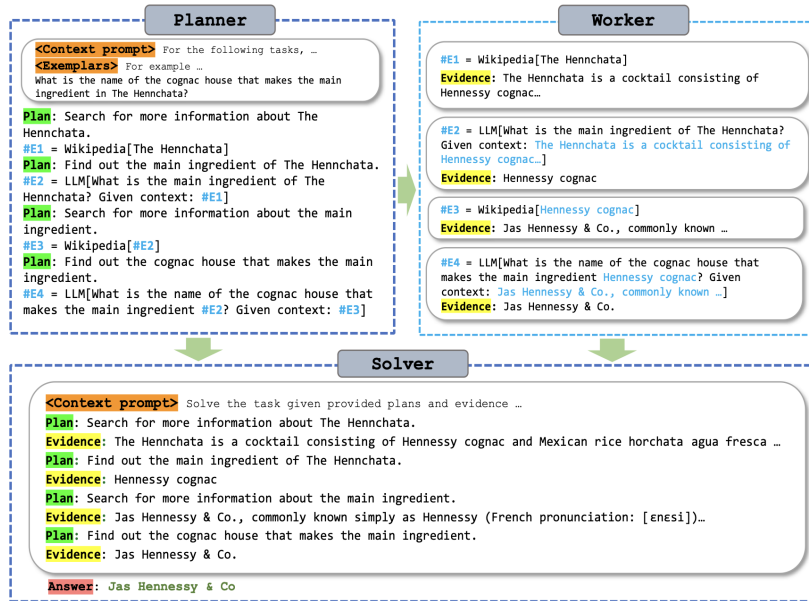 Planner
<Context prompt> For the following tasks, …
<Exemplars> For example …
What is the name of the cognac house that makes the main
ingredient in The Hennchata?
Plan: Search for more information about The
Hennchata.
#E1 = Wikipedia[The Hennchata]
Plan: Find out the main ingredient of The Hennchata.
#E2 = LLM[What is the main ingredient of The
Hennchata? Given context: #E1]
Plan: Search for more information about the main
ingredient.
#E3 = Wikipedia[#E2]
Plan: Find out the cognac house that makes the main
ingredient.
#E4 = LLM[What is the name of the cognac house that
makes the main ingredient #E2? Given context: #E3]
Worker
#E1 = Wikipedia[The Hennchata]
Evidence: The Hennchata is a cocktail consisting of
Hennessy cognac…
#E2 = LLM[What is the main ingredient of The Hennchata?
Given context: The Hennchata is a cocktail consisting of
Hennessy cognac…]
Evidence: Hennessy cognac
#E3 = Wikipedia[Hennessy cognac]
Evidence: Jas Hennessy & Co., commonly known …
#E4 = LLM[What is the name of the cognac house that
makes the main ingredient Hennessy cognac? Given
context: Jas Hennessy & Co., commonly known …]
Evidence: Jas Hennessy & Co.
Solver
<Context prompt> Solve the task given provided plans and evidence …
Plan: Search for more information about The Hennchata.
Evidence: The Hennchata is a cocktail consisting of Hennessy cognac and Mexican rice horchata agua fresca …
Plan: Find out the main ingredient of The Hennchata.
Evidence: Hennessy cognac
Plan: Search for more information about the main ingredient.
Evidence: Jas Hennessy & Co., commonly known simply as Hennessy (French pronunciation: [ɛnɛsi])…
Plan: Find out the cognac house that makes the main ingredient.
Evidence: Jas Hennessy & Co.
Answer: Jas Hennessy & Co